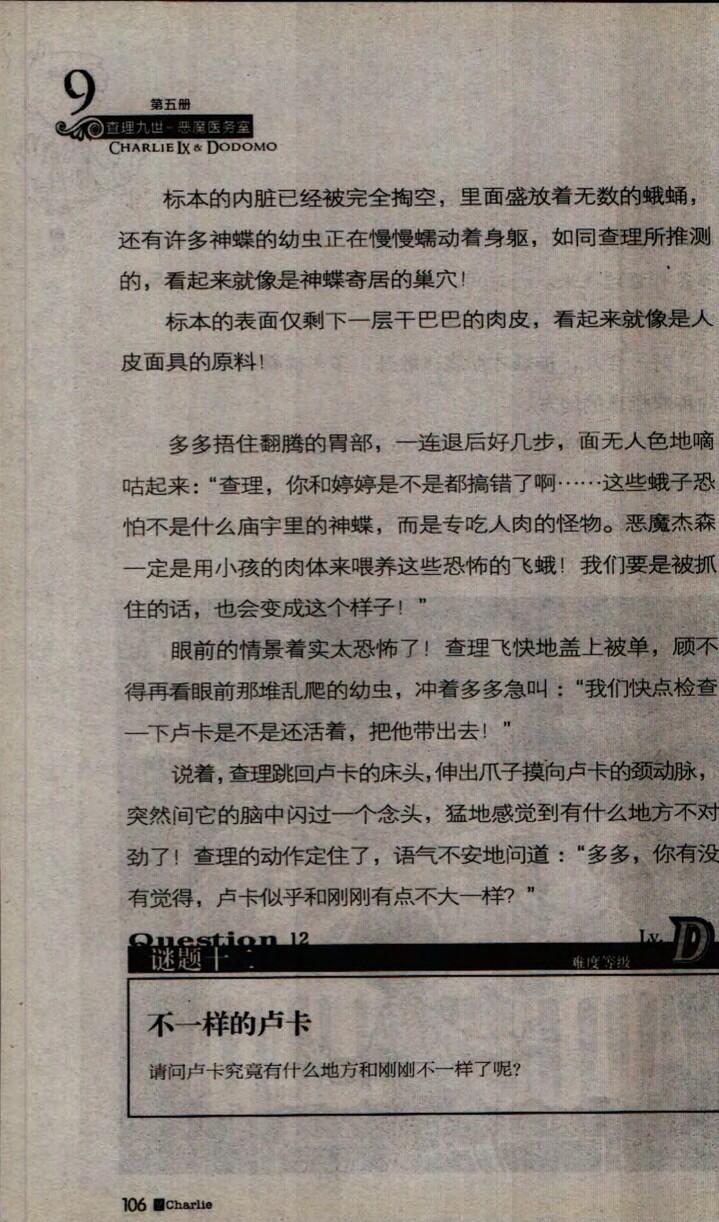 9
第五册
查理九世-恶魔医务室
CHARLIE IX & DODOMO
标本的内脏已经被完全掏空，里面盛放着无数的蛾蛹，
还有许多神蝶的幼虫正在慢慢蠕动着身躯，如同查理所推测
的，看起来就像是神蝶寄居的巢穴！
标本的表面仅剩下一层干巴巴的肉皮，看起来就像是人
皮面具的原料！
多多捂住翻腾的胃部，一连退后好几步，面无人色地嘀
咕起来：“查理，你和婷婷是不是都搞错了啊……这些蛾子恐
怕不是什么庙宇里的神蝶，而是专吃人肉的怪物。恶魔杰森
一定是用小孩的肉体来喂养这些恐怖的飞蛾！我们要是被抓
住的话，也会变成这个样子！”
眼前的情景着实太恐怖了！查理飞快地盖上被单，顾不
得再看眼前那堆乱爬的幼虫，冲着多多急叫：“我们快点检查
一下卢卡是不是还活着，把他带出去！”
说着，查理跳回卢卡的床头，伸出爪子摸向卢卡的颈动脉，
突然间它的脑中闪过一个念头，猛地感觉到有什么地方不对
劲了！查理的动作定住了，语气不安地问道：“多多，你有没
有觉得，卢卡似乎和刚刚有点不大一样？”
Question 12 Lv. D
谜题十二 难度等级
不一样的卢卡
请问卢卡究竟有什么地方和刚刚不一样了呢？
106 Charlie